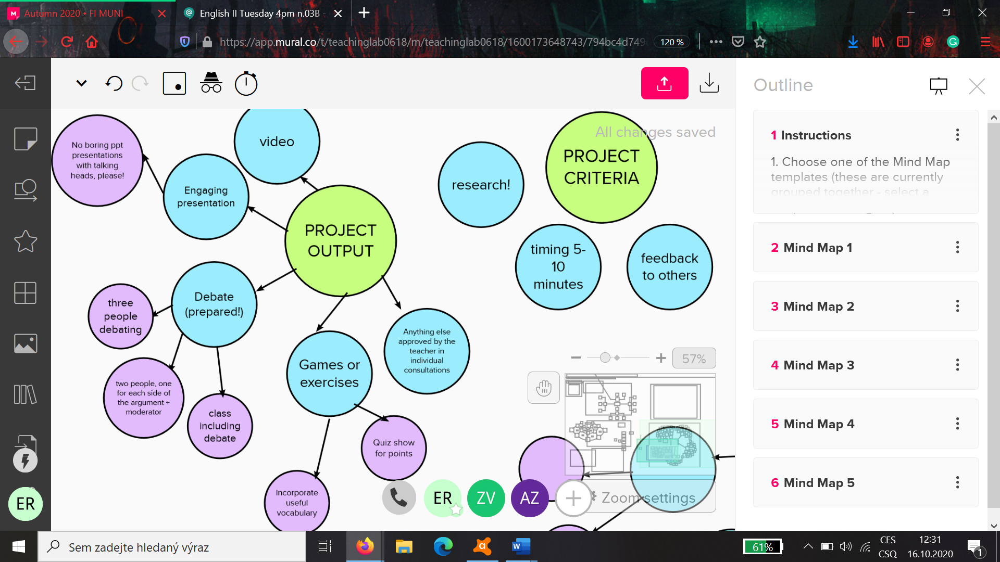 Autumn 2020 • FI MUNI
English II Tuesday 4pm n.03B -
https://app.mural.co/t/teachinglab0618/m/teachinglab0618/1600173648743/794bc4d749
120 %
All changes saved
No boring ppt
presentations
with talking
heads, please!
video
Engaging
presentation
PROJECT
OUTPUT
Debate
(prepared!)
three
people
debating
two people, one
for each side of
the argument +
moderator
class
including
debate
Games or
exercises
Anything else
approved by the
teacher in
individual
consultations
Quiz show
for points
Incorporate
useful
vocabulary
research!
PROJECT
CRITERIA
timing 5-
10
minutes
feedback
to others
57%
Zoom settings
ER
ZV
AZ
ER
Outline
1 Instructions
1. Choose one of the Mind Map
templates (these are currently
grouped together - select a
2 Mind Map 1
3 Mind Map 2
4 Mind Map 3
5 Mind Map 4
6 Mind Map 5
Sem zadejte hledaný výraz
61%
CES
CSQ
12:31
16.10.2020
1